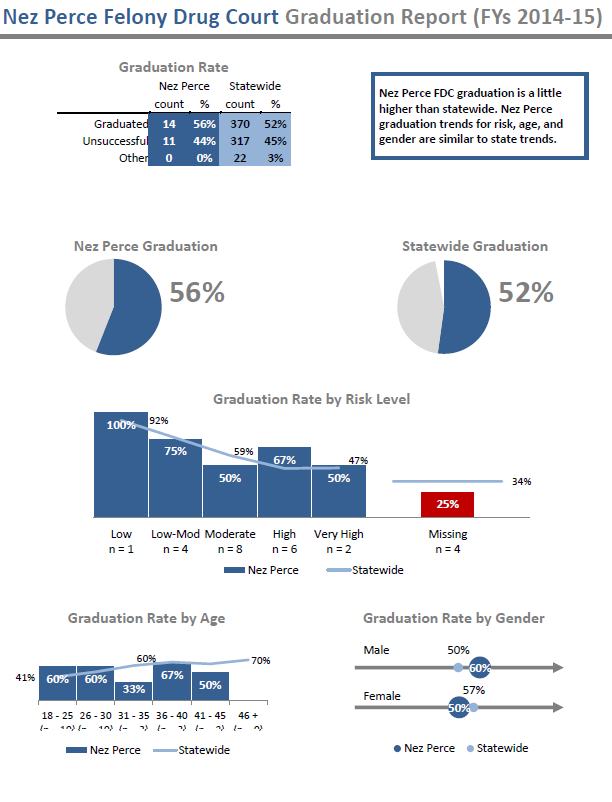 Nez Perce Felony Drug Court Graduation Report (FYs 2014-15)
Graduation Rate
Nez Perce Statewide
count % count %
Graduated 14 56% 370 52%
Unsuccessful 11 44% 317 45%
Other 0 0% 22 3%
Nez Perce FDC graduation is a little
higher than statewide. Nez Perce
graduation trends for risk, age, and
gender are similar to state trends.
Nez Perce Graduation
56%
Statewide Graduation
52%
Graduation Rate by Risk Level
100% 92%
75%
50% 59%
67%
50% 47%
25% 34%
Low Low-Mod Moderate High Very High Missing
n = 1 n = 4 n = 8 n = 6 n = 2 n = 4
Nez Perce Statewide
Graduation Rate by Age
41% 60% 60% 33% 60% 67% 50% 70%
18 - 25 26 - 30 31 - 35 36 - 40 41 - 45 46 +
Nez Perce Statewide
Graduation Rate by Gender
Male 50%
60%
Female 57%
50%
Nez Perce Statewide